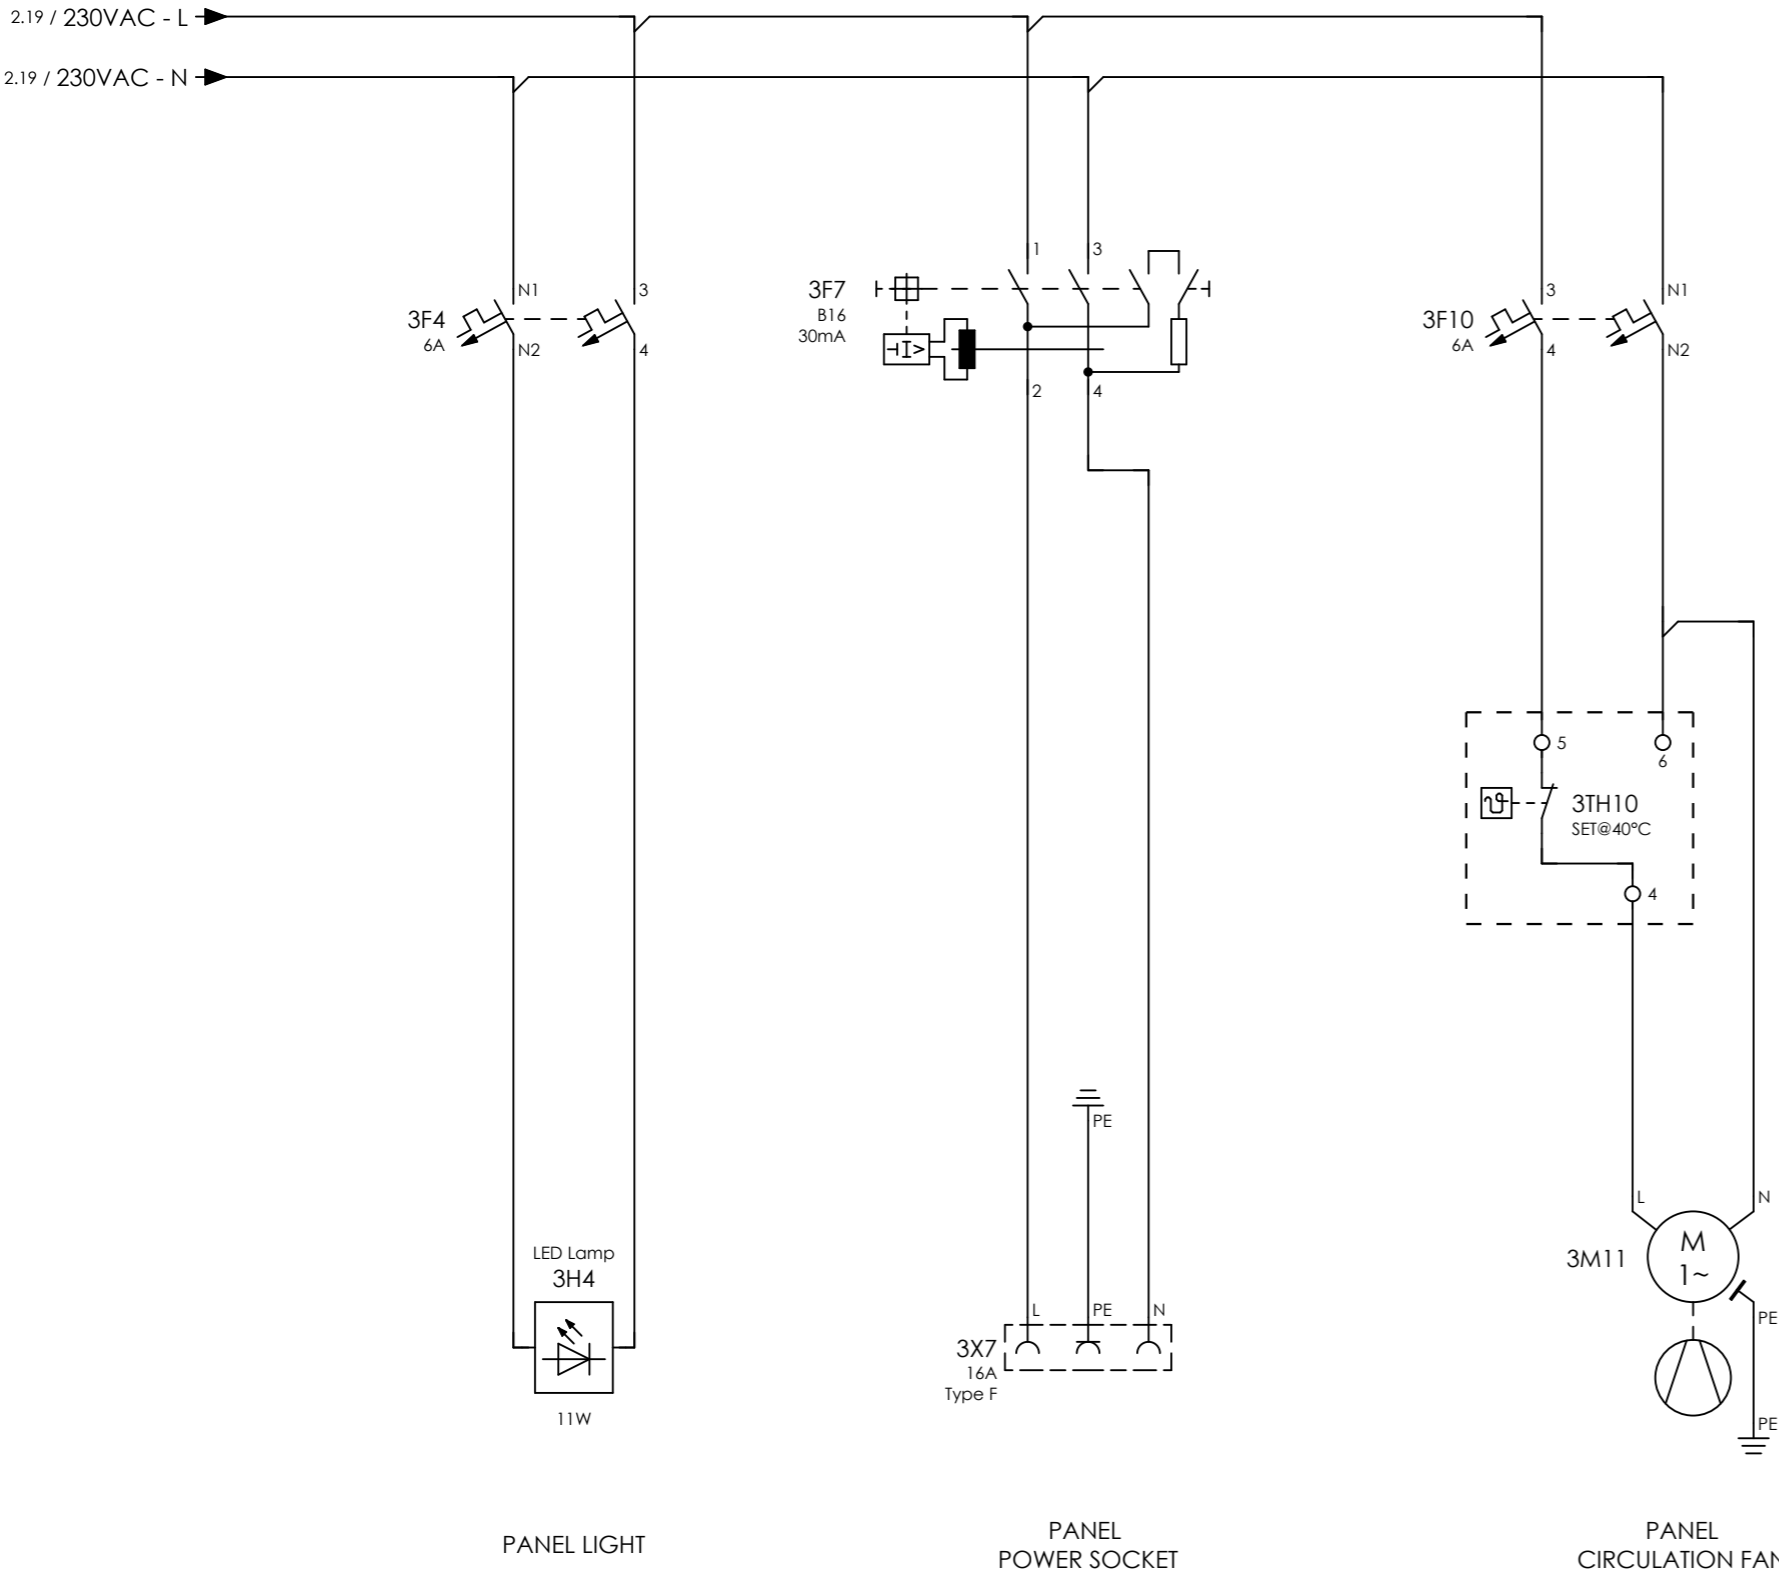 2.19 / 230VAC - L
2.19 / 230VAC - N
N1
3
3F4
6A
N2
4
1
3
3F7
B16
30mA
I>
2
4
3
N1
3F10
6A
4
N2
5
6
3TH10
SET@40°C
4
PE
LED Lamp
3H4
11W
L
PE
N
3X7
16A
Type F
L
N
3M11
M
1~
PE
PE
PANEL LIGHT
PANEL
POWER SOCKET
PANEL
CIRCULATION FAN